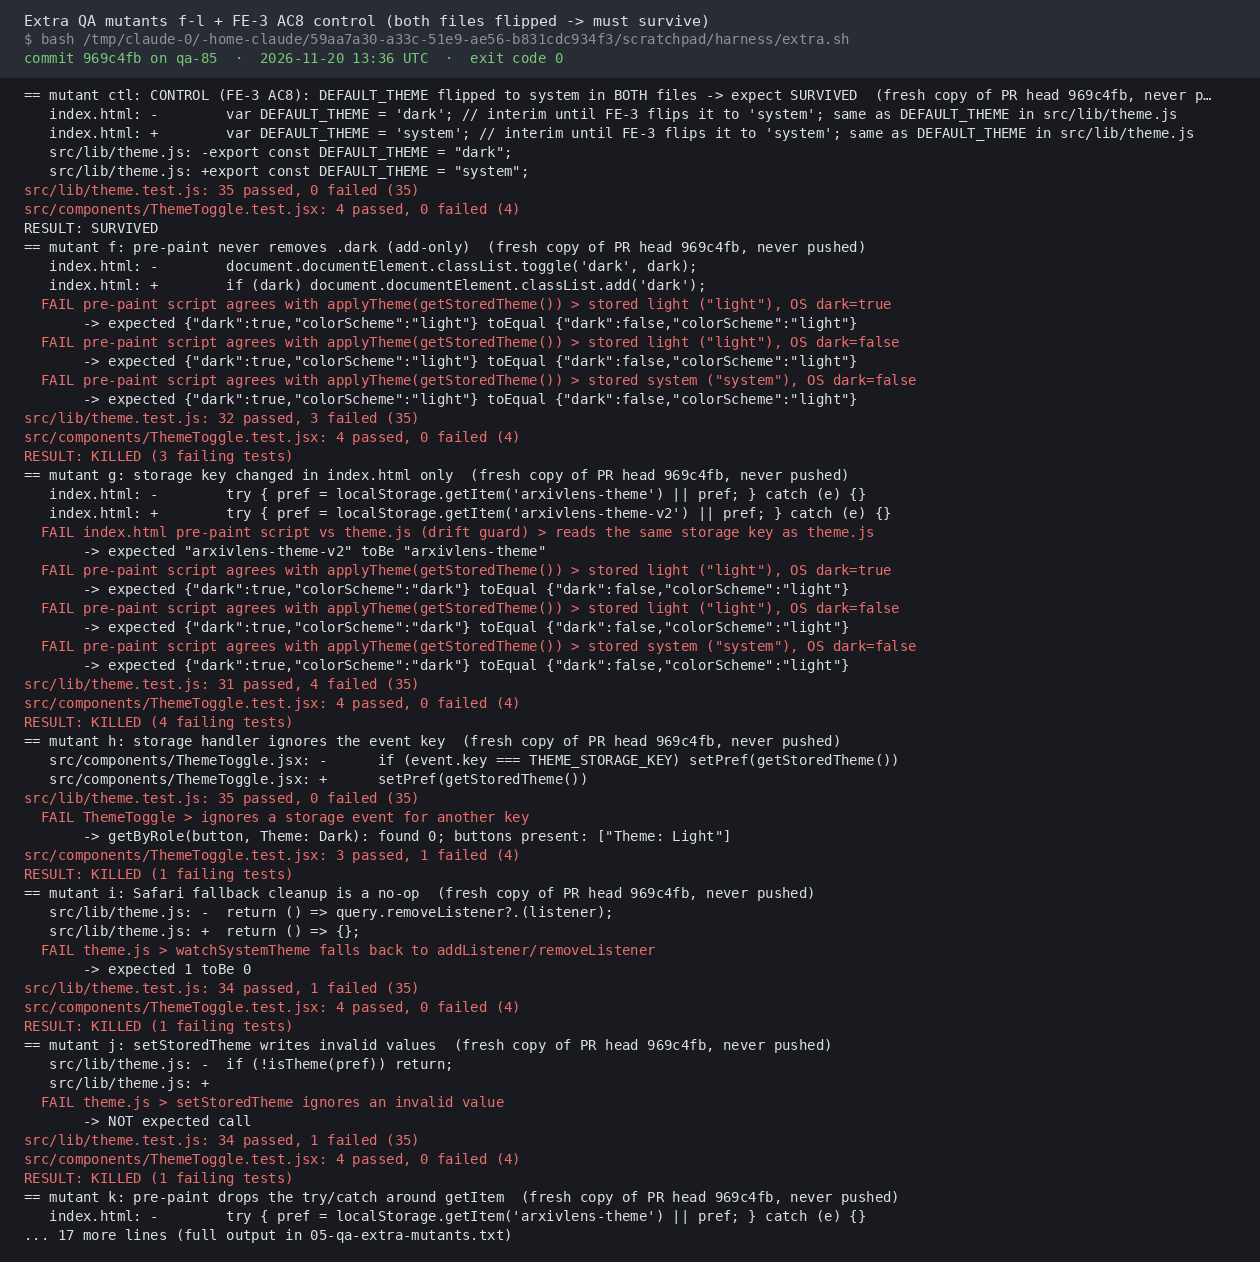 Extra QA mutants f-l + FE-3 AC8 control (both files flipped -> must survive)
$ bash /tmp/claude-0/-home-claude/59aa7a30-a33c-51e9-ae56-b831cdc934f3/scratchpad/harness/extra.sh
commit 969c4fb on qa-85  ·  2026-11-20 13:36 UTC  ·  exit code 0
== mutant ctl: CONTROL (FE-3 AC8): DEFAULT_THEME flipped to system in BOTH files -> expect SURVIVED  (fresh copy of PR head 969c4fb, never p…
   index.html: -        var DEFAULT_THEME = 'dark'; // interim until FE-3 flips it to 'system'; same as DEFAULT_THEME in src/lib/theme.js
   index.html: +        var DEFAULT_THEME = 'system'; // interim until FE-3 flips it to 'system'; same as DEFAULT_THEME in src/lib/theme.js
   src/lib/theme.js: -export const DEFAULT_THEME = "dark";
   src/lib/theme.js: +export const DEFAULT_THEME = "system";
src/lib/theme.test.js: 35 passed, 0 failed (35)
src/components/ThemeToggle.test.jsx: 4 passed, 0 failed (4)
RESULT: SURVIVED
== mutant f: pre-paint never removes .dark (add-only)  (fresh copy of PR head 969c4fb, never pushed)
   index.html: -        document.documentElement.classList.toggle('dark', dark);
   index.html: +        if (dark) document.documentElement.classList.add('dark');
  FAIL pre-paint script agrees with applyTheme(getStoredTheme()) > stored light ("light"), OS dark=true
       -> expected {"dark":true,"colorScheme":"light"} toEqual {"dark":false,"colorScheme":"light"}
  FAIL pre-paint script agrees with applyTheme(getStoredTheme()) > stored light ("light"), OS dark=false
       -> expected {"dark":true,"colorScheme":"light"} toEqual {"dark":false,"colorScheme":"light"}
  FAIL pre-paint script agrees with applyTheme(getStoredTheme()) > stored system ("system"), OS dark=false
       -> expected {"dark":true,"colorScheme":"light"} toEqual {"dark":false,"colorScheme":"light"}
src/lib/theme.test.js: 32 passed, 3 failed (35)
src/components/ThemeToggle.test.jsx: 4 passed, 0 failed (4)
RESULT: KILLED (3 failing tests)
== mutant g: storage key changed in index.html only  (fresh copy of PR head 969c4fb, never pushed)
   index.html: -        try { pref = localStorage.getItem('arxivlens-theme') || pref; } catch (e) {}
   index.html: +        try { pref = localStorage.getItem('arxivlens-theme-v2') || pref; } catch (e) {}
  FAIL index.html pre-paint script vs theme.js (drift guard) > reads the same storage key as theme.js
       -> expected "arxivlens-theme-v2" toBe "arxivlens-theme"
  FAIL pre-paint script agrees with applyTheme(getStoredTheme()) > stored light ("light"), OS dark=true
       -> expected {"dark":true,"colorScheme":"dark"} toEqual {"dark":false,"colorScheme":"light"}
  FAIL pre-paint script agrees with applyTheme(getStoredTheme()) > stored light ("light"), OS dark=false
       -> expected {"dark":true,"colorScheme":"dark"} toEqual {"dark":false,"colorScheme":"light"}
  FAIL pre-paint script agrees with applyTheme(getStoredTheme()) > stored system ("system"), OS dark=false
       -> expected {"dark":true,"colorScheme":"dark"} toEqual {"dark":false,"colorScheme":"light"}
src/lib/theme.test.js: 31 passed, 4 failed (35)
src/components/ThemeToggle.test.jsx: 4 passed, 0 failed (4)
RESULT: KILLED (4 failing tests)
== mutant h: storage handler ignores the event key  (fresh copy of PR head 969c4fb, never pushed)
   src/components/ThemeToggle.jsx: -      if (event.key === THEME_STORAGE_KEY) setPref(getStoredTheme())
   src/components/ThemeToggle.jsx: +      setPref(getStoredTheme())
src/lib/theme.test.js: 35 passed, 0 failed (35)
  FAIL ThemeToggle > ignores a storage event for another key
       -> getByRole(button, Theme: Dark): found 0; buttons present: ["Theme: Light"]
src/components/ThemeToggle.test.jsx: 3 passed, 1 failed (4)
RESULT: KILLED (1 failing tests)
== mutant i: Safari fallback cleanup is a no-op  (fresh copy of PR head 969c4fb, never pushed)
   src/lib/theme.js: -  return () => query.removeListener?.(listener);
   src/lib/theme.js: +  return () => {};
  FAIL theme.js > watchSystemTheme falls back to addListener/removeListener
       -> expected 1 toBe 0
src/lib/theme.test.js: 34 passed, 1 failed (35)
src/components/ThemeToggle.test.jsx: 4 passed, 0 failed (4)
RESULT: KILLED (1 failing tests)
== mutant j: setStoredTheme writes invalid values  (fresh copy of PR head 969c4fb, never pushed)
   src/lib/theme.js: -  if (!isTheme(pref)) return;
   src/lib/theme.js: +
  FAIL theme.js > setStoredTheme ignores an invalid value
       -> NOT expected call
src/lib/theme.test.js: 34 passed, 1 failed (35)
src/components/ThemeToggle.test.jsx: 4 passed, 0 failed (4)
RESULT: KILLED (1 failing tests)
== mutant k: pre-paint drops the try/catch around getItem  (fresh copy of PR head 969c4fb, never pushed)
   index.html: -        try { pref = localStorage.getItem('arxivlens-theme') || pref; } catch (e) {}
... 17 more lines (full output in 05-qa-extra-mutants.txt)